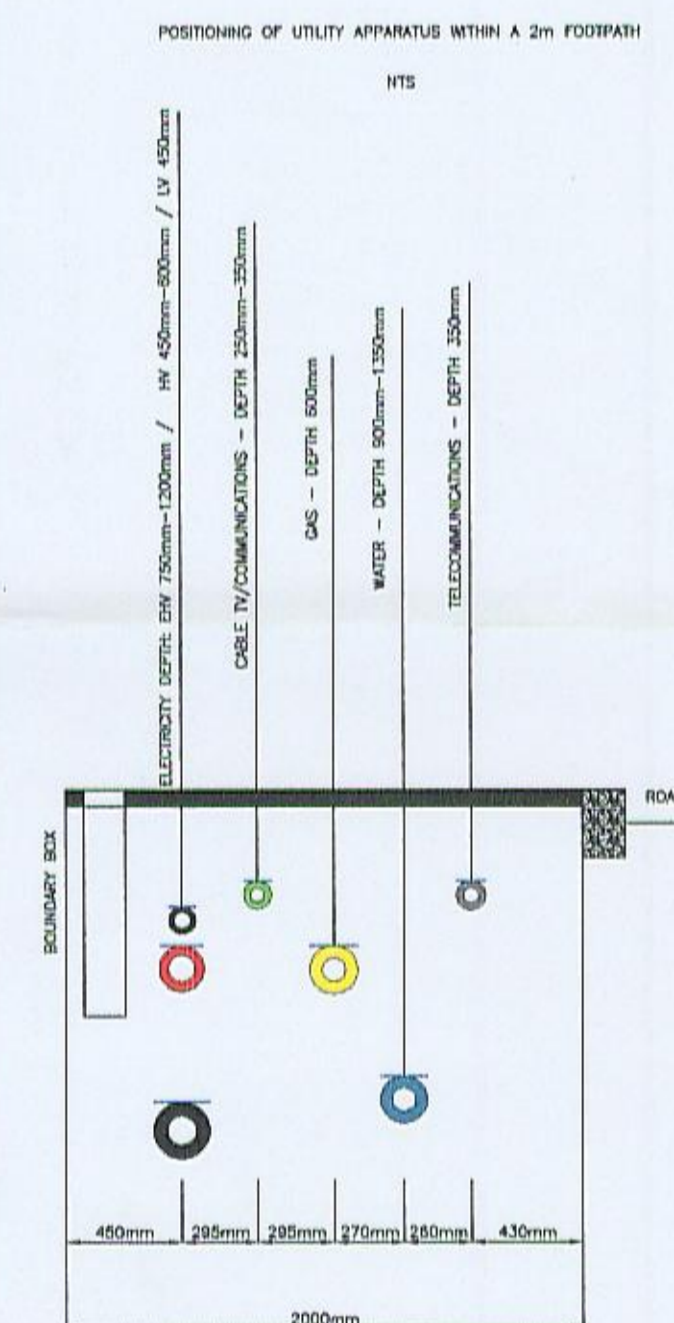 POSITIONING OF UTILITY APPARATUS WITHIN A 2m FOOTPATH
NTS
ELECTRICITY DEPTH: EHV 750mm-1200mm / HV 450mm-600mm / LV 450mm
CABLE TV/COMMUNICATIONS - DEPTH 250mm-350mm
GAS - DEPTH 600mm
WATER - DEPTH 900mm-1350mm
TELECOMMUNICATIONS - DEPTH 350mm
BOUNDARY BOX
ROA
450mm 295mm 295mm 270mm 260mm 430mm
2000mm